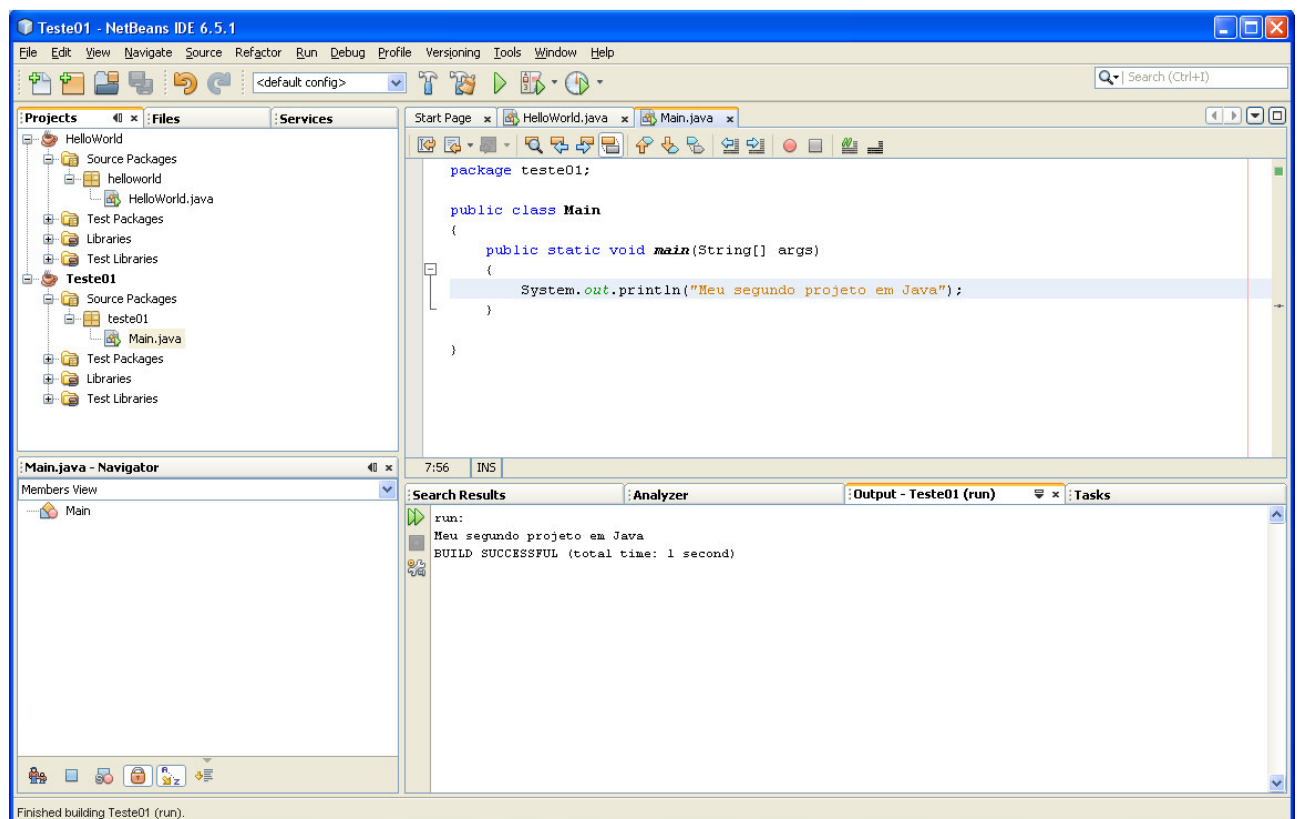 Teste01 - NetBeans IDE 6.5.1
File Edit View Navigate Source Refactor Run Debug Profile Versioning Tools Window Help
<default config>
Search (Ctrl+I)
Projects Files Services
HelloWorld
Source Packages
helloworld
HelloWorld.java
Test Packages
Libraries
Test Libraries
Teste01
Source Packages
teste01
Main.java
Test Packages
Libraries
Test Libraries
Start Page HelloWorld.java Main.java
package teste01;
public class Main
{
public static void main(String[] args)
{
System.out.println("Meu segundo projeto em Java");
}
}
7:56 INS
Main.java - Navigator
Members View
Main
Search Results Analyzer Output - Teste01 (run) Tasks
run:
Meu segundo projeto em Java
BUILD SUCCESSFUL (total time: 1 second)
Finished building Teste01 (run).